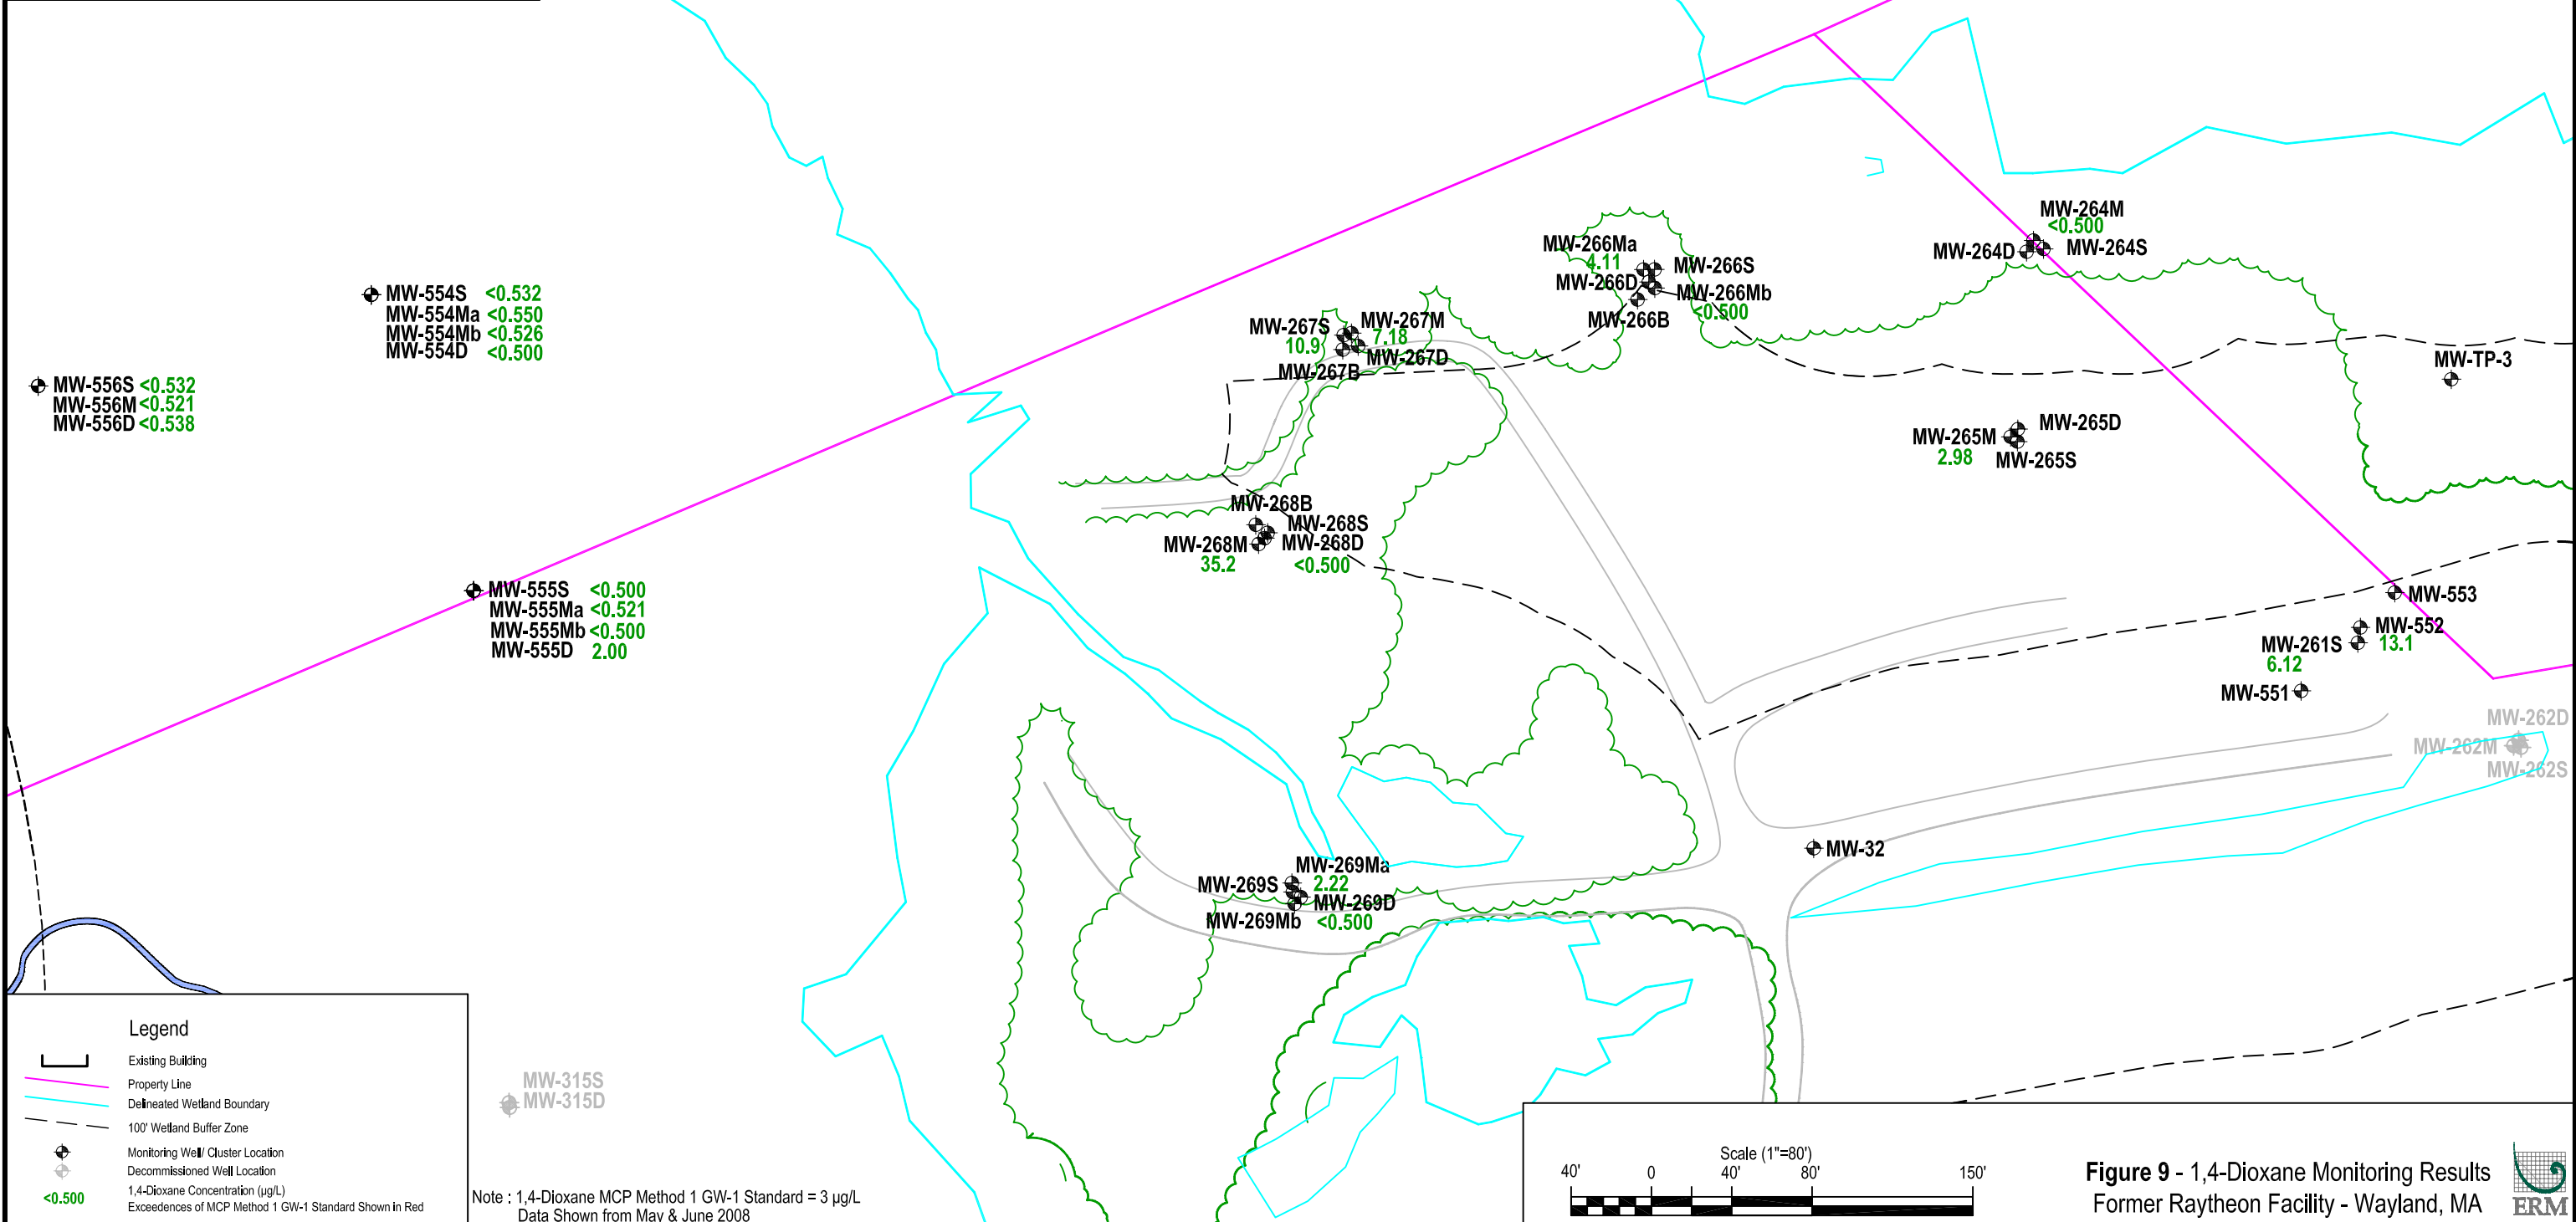 MW-264M
<0.500
MW-264D
MW-264S
MW-266Ma
4.11
MW-266S
MW-266D
MW-266Mb
<0.500
MW-266B
MW-554S <0.532
MW-554Ma <0.550
MW-554Mb <0.526
MW-554D <0.500
MW-267S
10.9
MW-267M
7.18
MW-267D
MW-267B
MW-TP-3
MW-556S <0.532
MW-556M <0.521
MW-556D <0.538
MW-265D
MW-265M
2.98
MW-265S
MW-268B
MW-268S
MW-268M
35.2
MW-268D
<0.500
MW-555S <0.500
MW-555Ma <0.521
MW-555Mb <0.500
MW-555D 2.00
MW-553
MW-552
13.1
MW-261S
6.12
MW-551
MW-262D
MW-262M
MW-262S
MW-32
MW-269Ma
2.22
MW-269S
MW-269D
<0.500
MW-269Mb
Legend
Existing Building
Property Line
Delineated Wetland Boundary
100' Wetland Buffer Zone
Monitoring Well/ Cluster Location
Decommissioned Well Location
<0.500
1,4-Dioxane Concentration (µg/L)
Exceedences of MCP Method 1 GW-1 Standard Shown in Red
MW-315S
MW-315D
Note : 1,4-Dioxane MCP Method 1 GW-1 Standard = 3 µg/L
Data Shown from May & June 2008
Scale (1"=80')
40' 0 40' 80' 150'
Figure 9 - 1,4-Dioxane Monitoring Results
Former Raytheon Facility - Wayland, MA
ERM